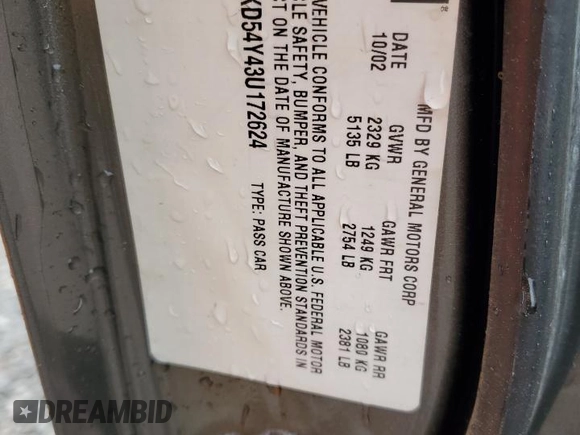 ®
MFD BY GENERAL MOTORS CORP
DATE GVWR GAWR FRT GAWR RR
10/02 2329 KG 1249 KG 1080 KG
5135 LB 2754 LB 2381 LB
VEHICLE CONFORMS TO ALL APPLICABLE U.S. FEDERAL MOTOR
SAFETY, BUMPER, AND THEFT PREVENTION STANDARDS IN
ON THE DATE OF MANUFACTURE SHOWN ABOVE.
KD54Y43U172624 TYPE: PASS CAR
DREAMBID